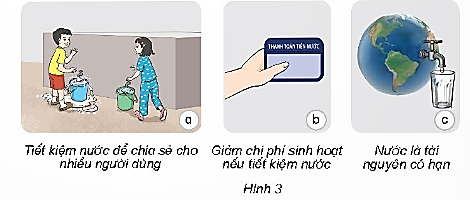 THANH TOÁN TIỀN NƯỚC
a
b
c
Tiết kiệm nước để chia sẻ cho
nhiều người dùng
Giảm chi phí sinh hoạt
nếu tiết kiệm nước
Nước là tài
nguyên có hạn
Hình 3